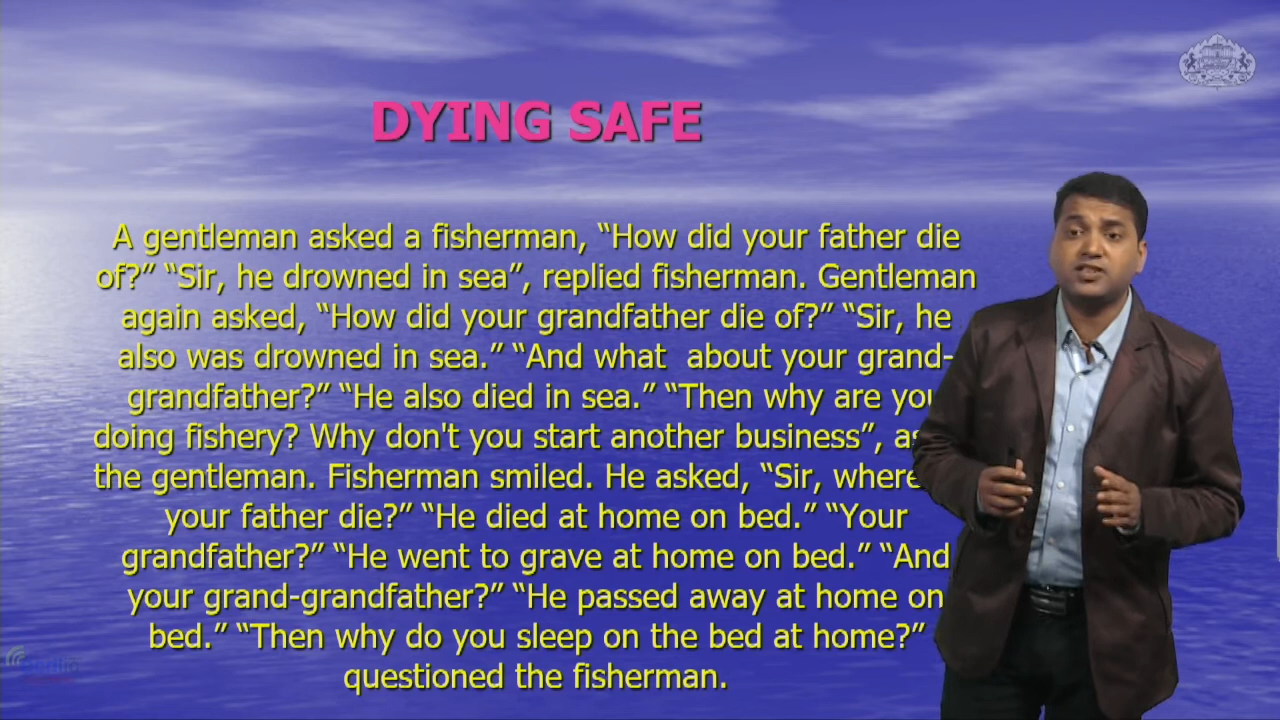 DYING SAFE
A gentleman asked a fisherman, “How did your father die
of?” “Sir, he drowned in sea”, replied fisherman. Gentleman
again asked, “How did your grandfather die of?” “Sir, he
also was drowned in sea.” “And what  about your grand-
grandfather?” “He also died in sea.” “Then why are you
doing fishery? Why don't you start another business”,
the gentleman. Fisherman smiled. He asked, “Sir, where
your father die?” “He died at home on bed.” “Your
grandfather?” “He went to grave at home on bed.” “And
your grand-grandfather?” “He passed away at home on
bed.” “Then why do you sleep on the bed at home?”
questioned the fisherman.